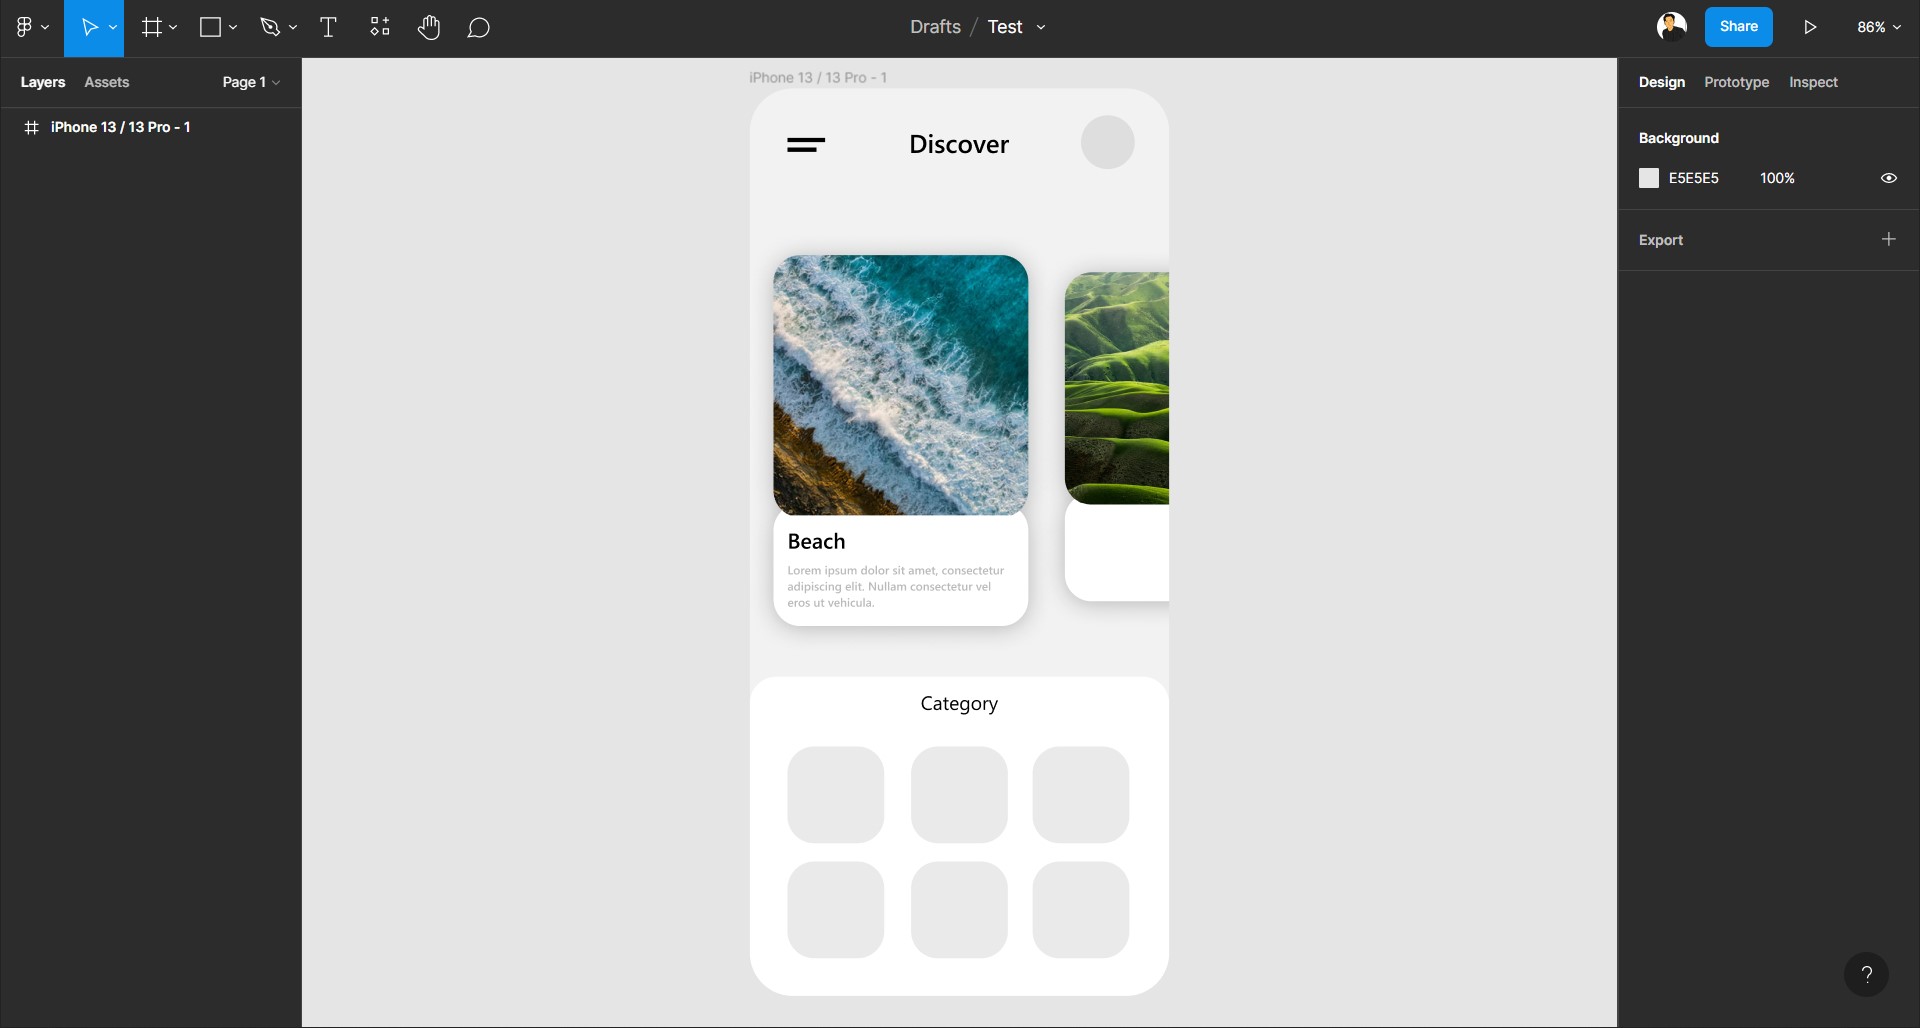 Drafts / Test
Share
86%
Layers
Assets
Page 1
iPhone 13 / 13 Pro - 1
iPhone 13 / 13 Pro - 1
Discover
Beach
Lorem ipsum dolor sit amet, consectetur
adipiscing elit. Nullam consectetur vel
eros ut vehicula.
Category
Design
Prototype
Inspect
Background
E5E5E5
100%
Export
?